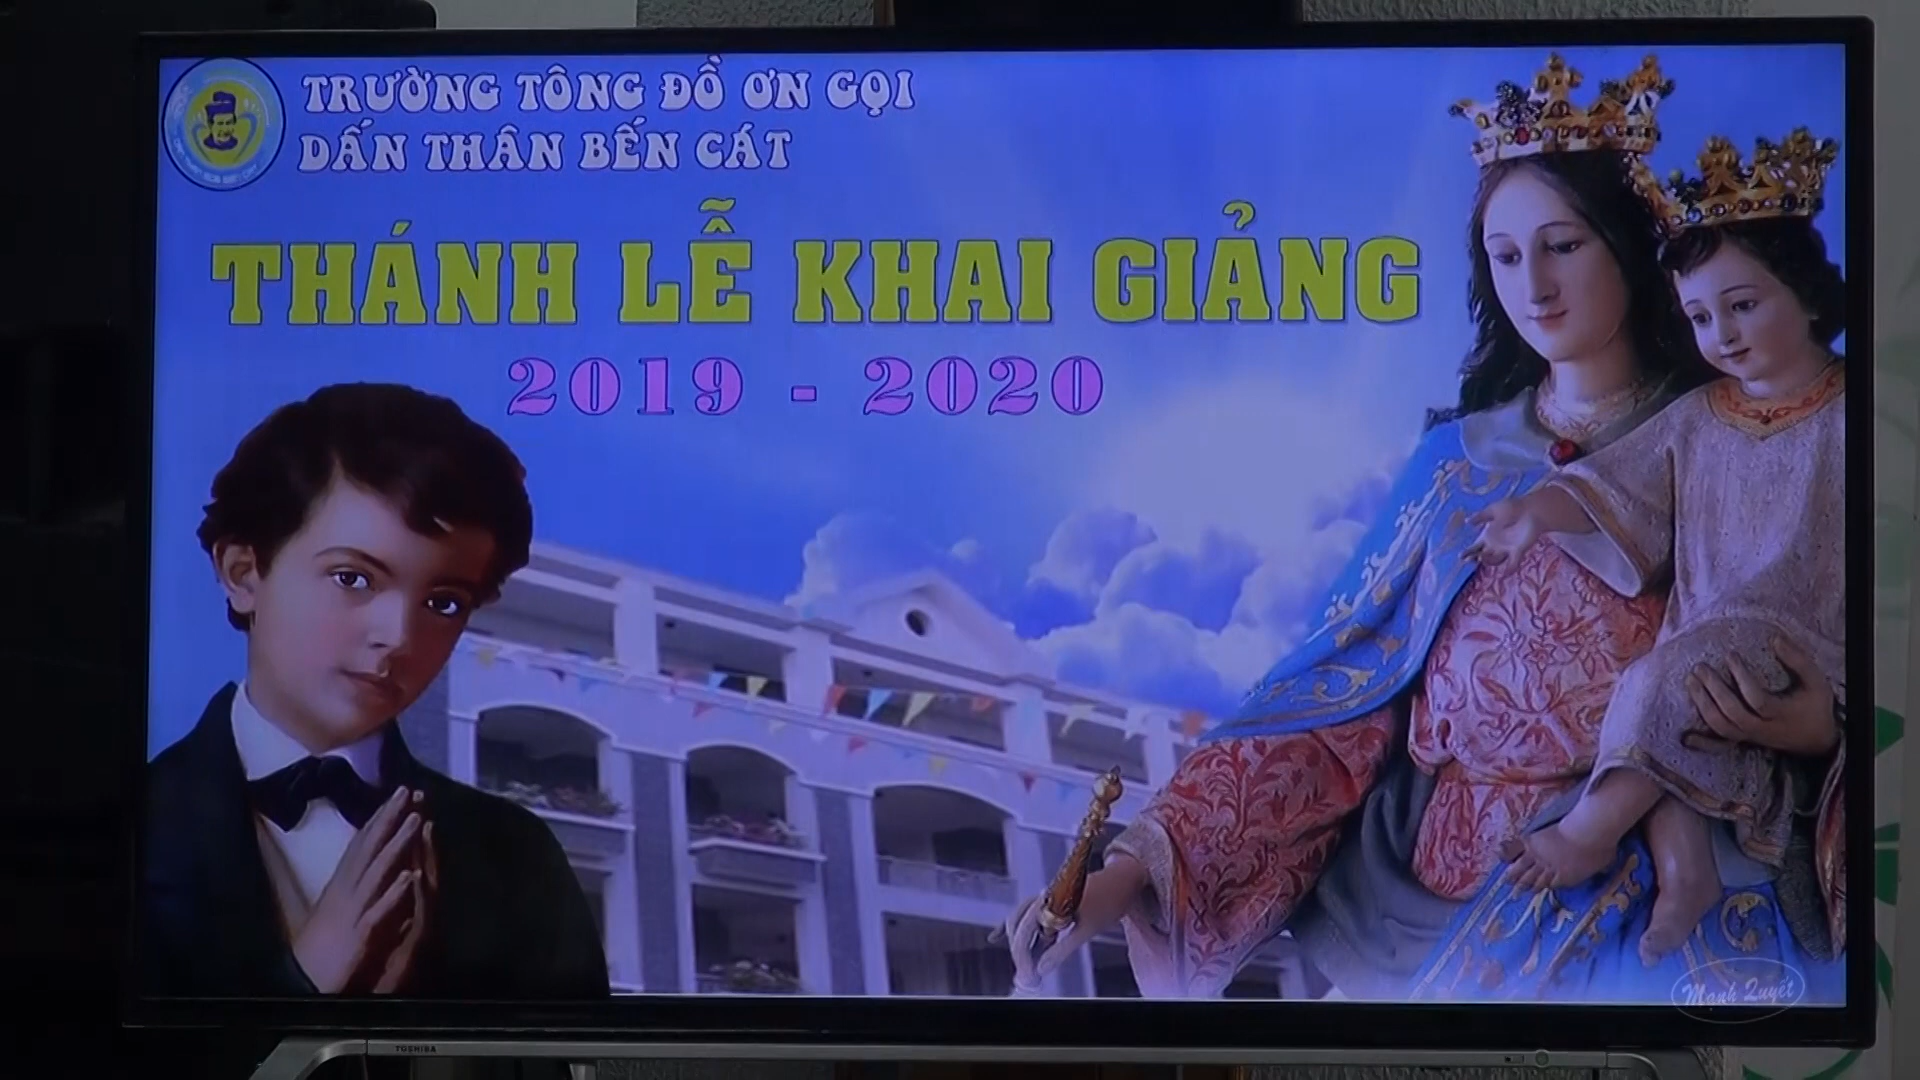 TRƯỜNG TÔNG ĐỒ ƠN GỌI
DẤN THÂN BẾN CÁT
THÁNH LỄ KHAI GIẢNG
2019 - 2020
Mạnh Quyết
TOSHIBA